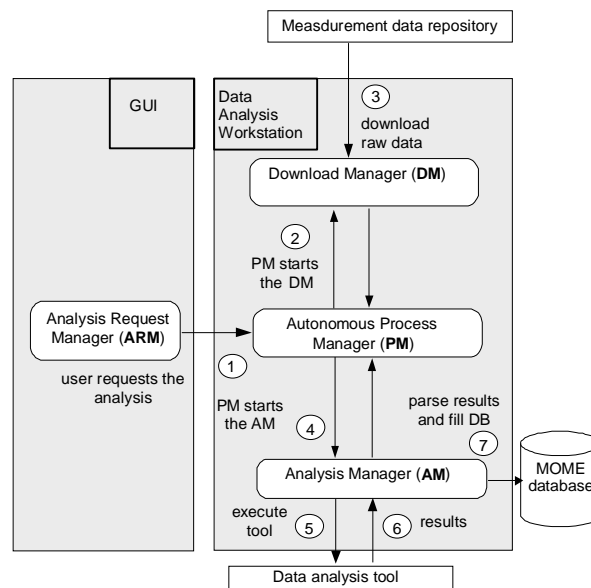 Measdurement data repository
GUI
Data
Analysis
Workstation
3
download
raw data
Download Manager (DM)
2
PM starts
the DM
Analysis Request
Manager (ARM)
Autonomous Process
Manager (PM)
1
user requests the
analysis
PM starts
the AM
4
parse results
and fill DB
7
Analysis Manager (AM)
MOME
database
execute
tool
5
6
results
Data analysis tool